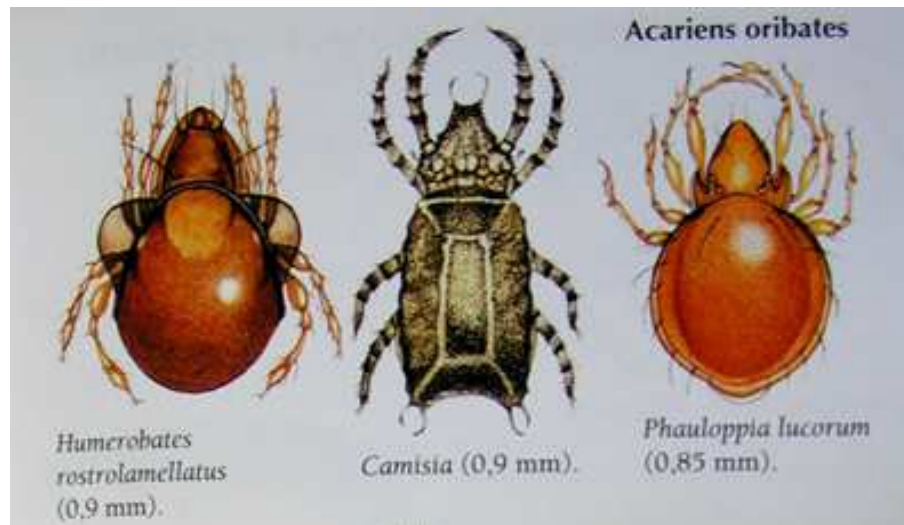 Acariens oribates
Humerobates
rostrolamellatus
(0,9 mm).
Camisia (0,9 mm).
Phauloppia lucorum
(0,85 mm).